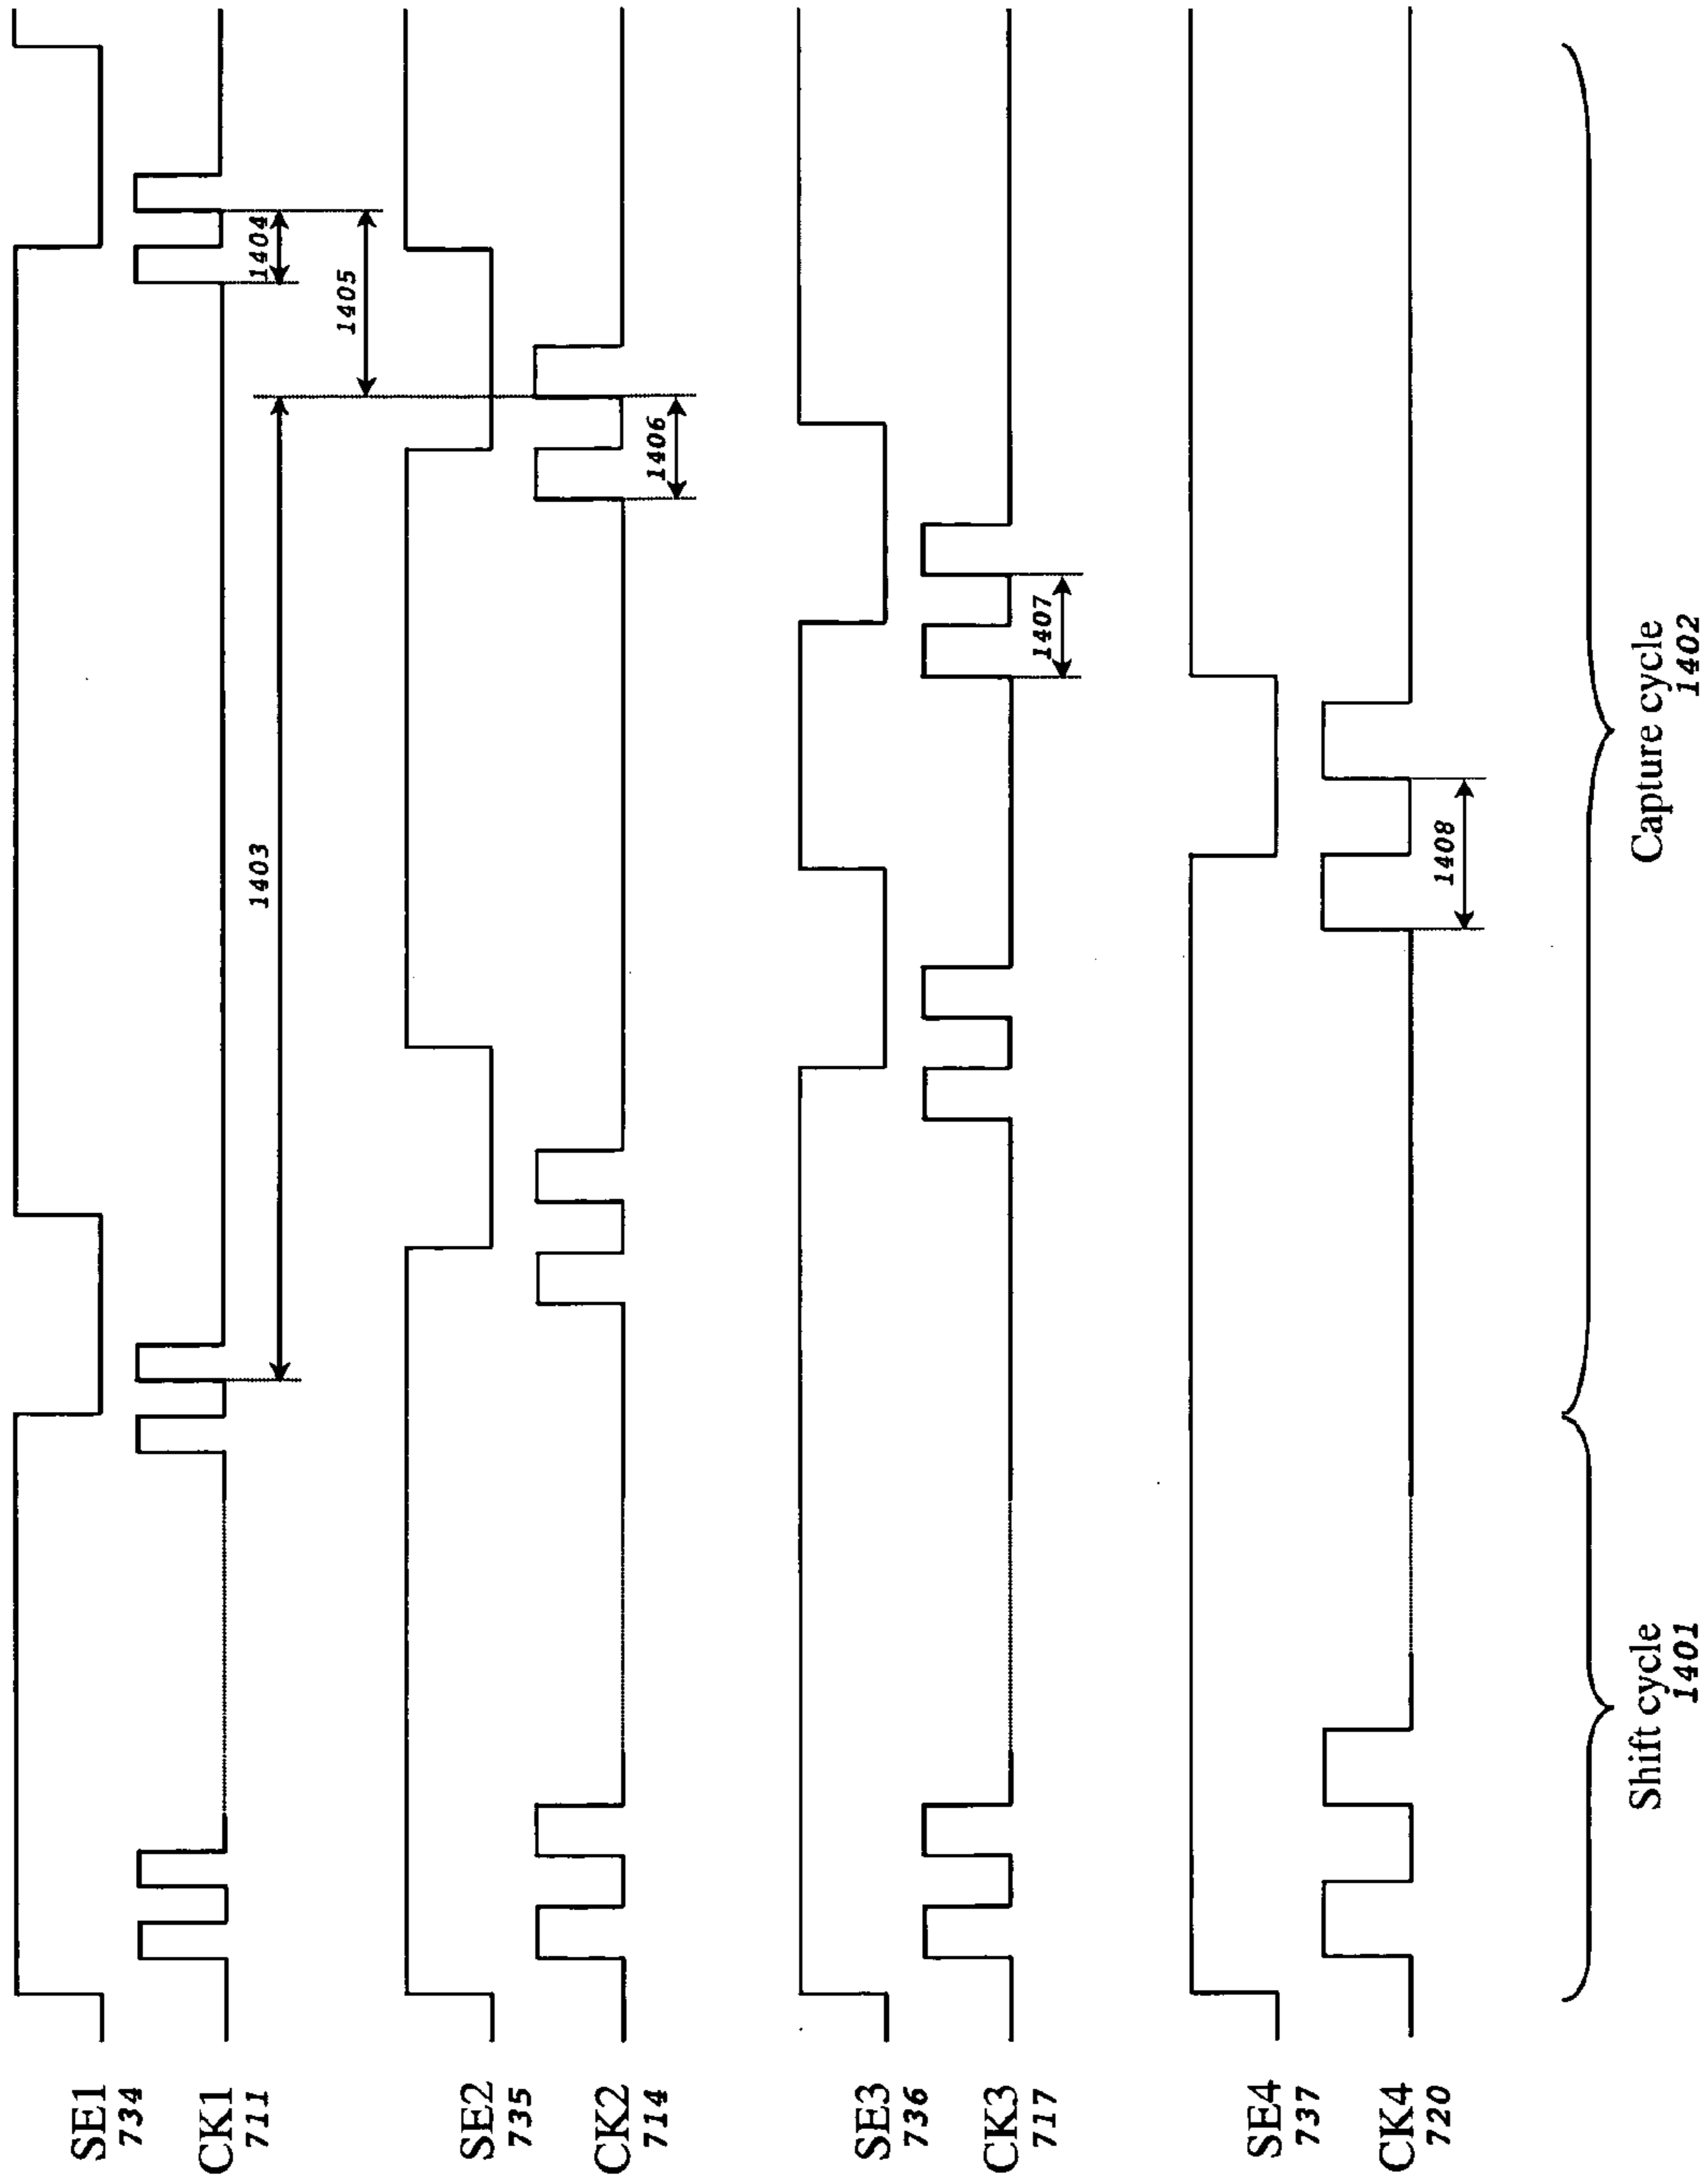 SE1
734
CK1
711
1403
1404
1405
SE2
735
CK2
714
1406
SE3
736
CK3
717
1407
SE4
737
CK4
720
1408
Shift cycle
1401
Capture cycle
1402